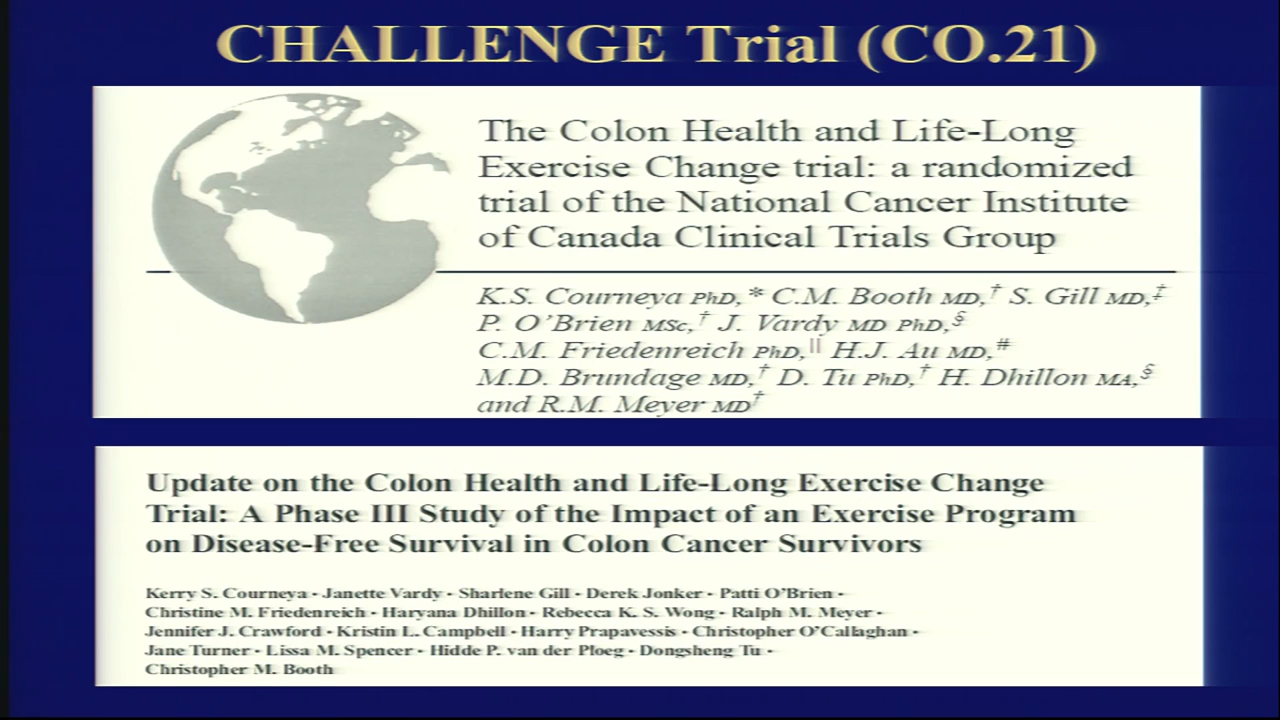 CHALLENGE Trial (CO.21)
The Colon Health and Life-Long
Exercise Change trial: a randomized
trial of the National Cancer Institute
of Canada Clinical Trials Group
K.S. Courneya PhD,* C.M. Booth MD,† S. Gill MD,‡
P. O'Brien MSc,† J. Vardy MD PhD,§
C.M. Friedenreich PhD,|| H.J. Au MD,#
M.D. Brundage MD,† D. Tu PhD,† H. Dhillon MA,§
and R.M. Meyer MD†
Update on the Colon Health and Life-Long Exercise Change
Trial: A Phase III Study of the Impact of an Exercise Program
on Disease-Free Survival in Colon Cancer Survivors
Kerry S. Courneya · Janette Vardy · Sharlene Gill · Derek Jonker · Patti O'Brien ·
Christine M. Friedenreich · Haryana Dhillon · Rebecca K. S. Wong · Ralph M. Meyer ·
Jennifer J. Crawford · Kristin L. Campbell · Harry Prapavessis · Christopher O'Callaghan ·
Jane Turner · Lissa M. Spencer · Hidde P. van der Ploeg · Dongsheng Tu ·
Christopher M. Booth